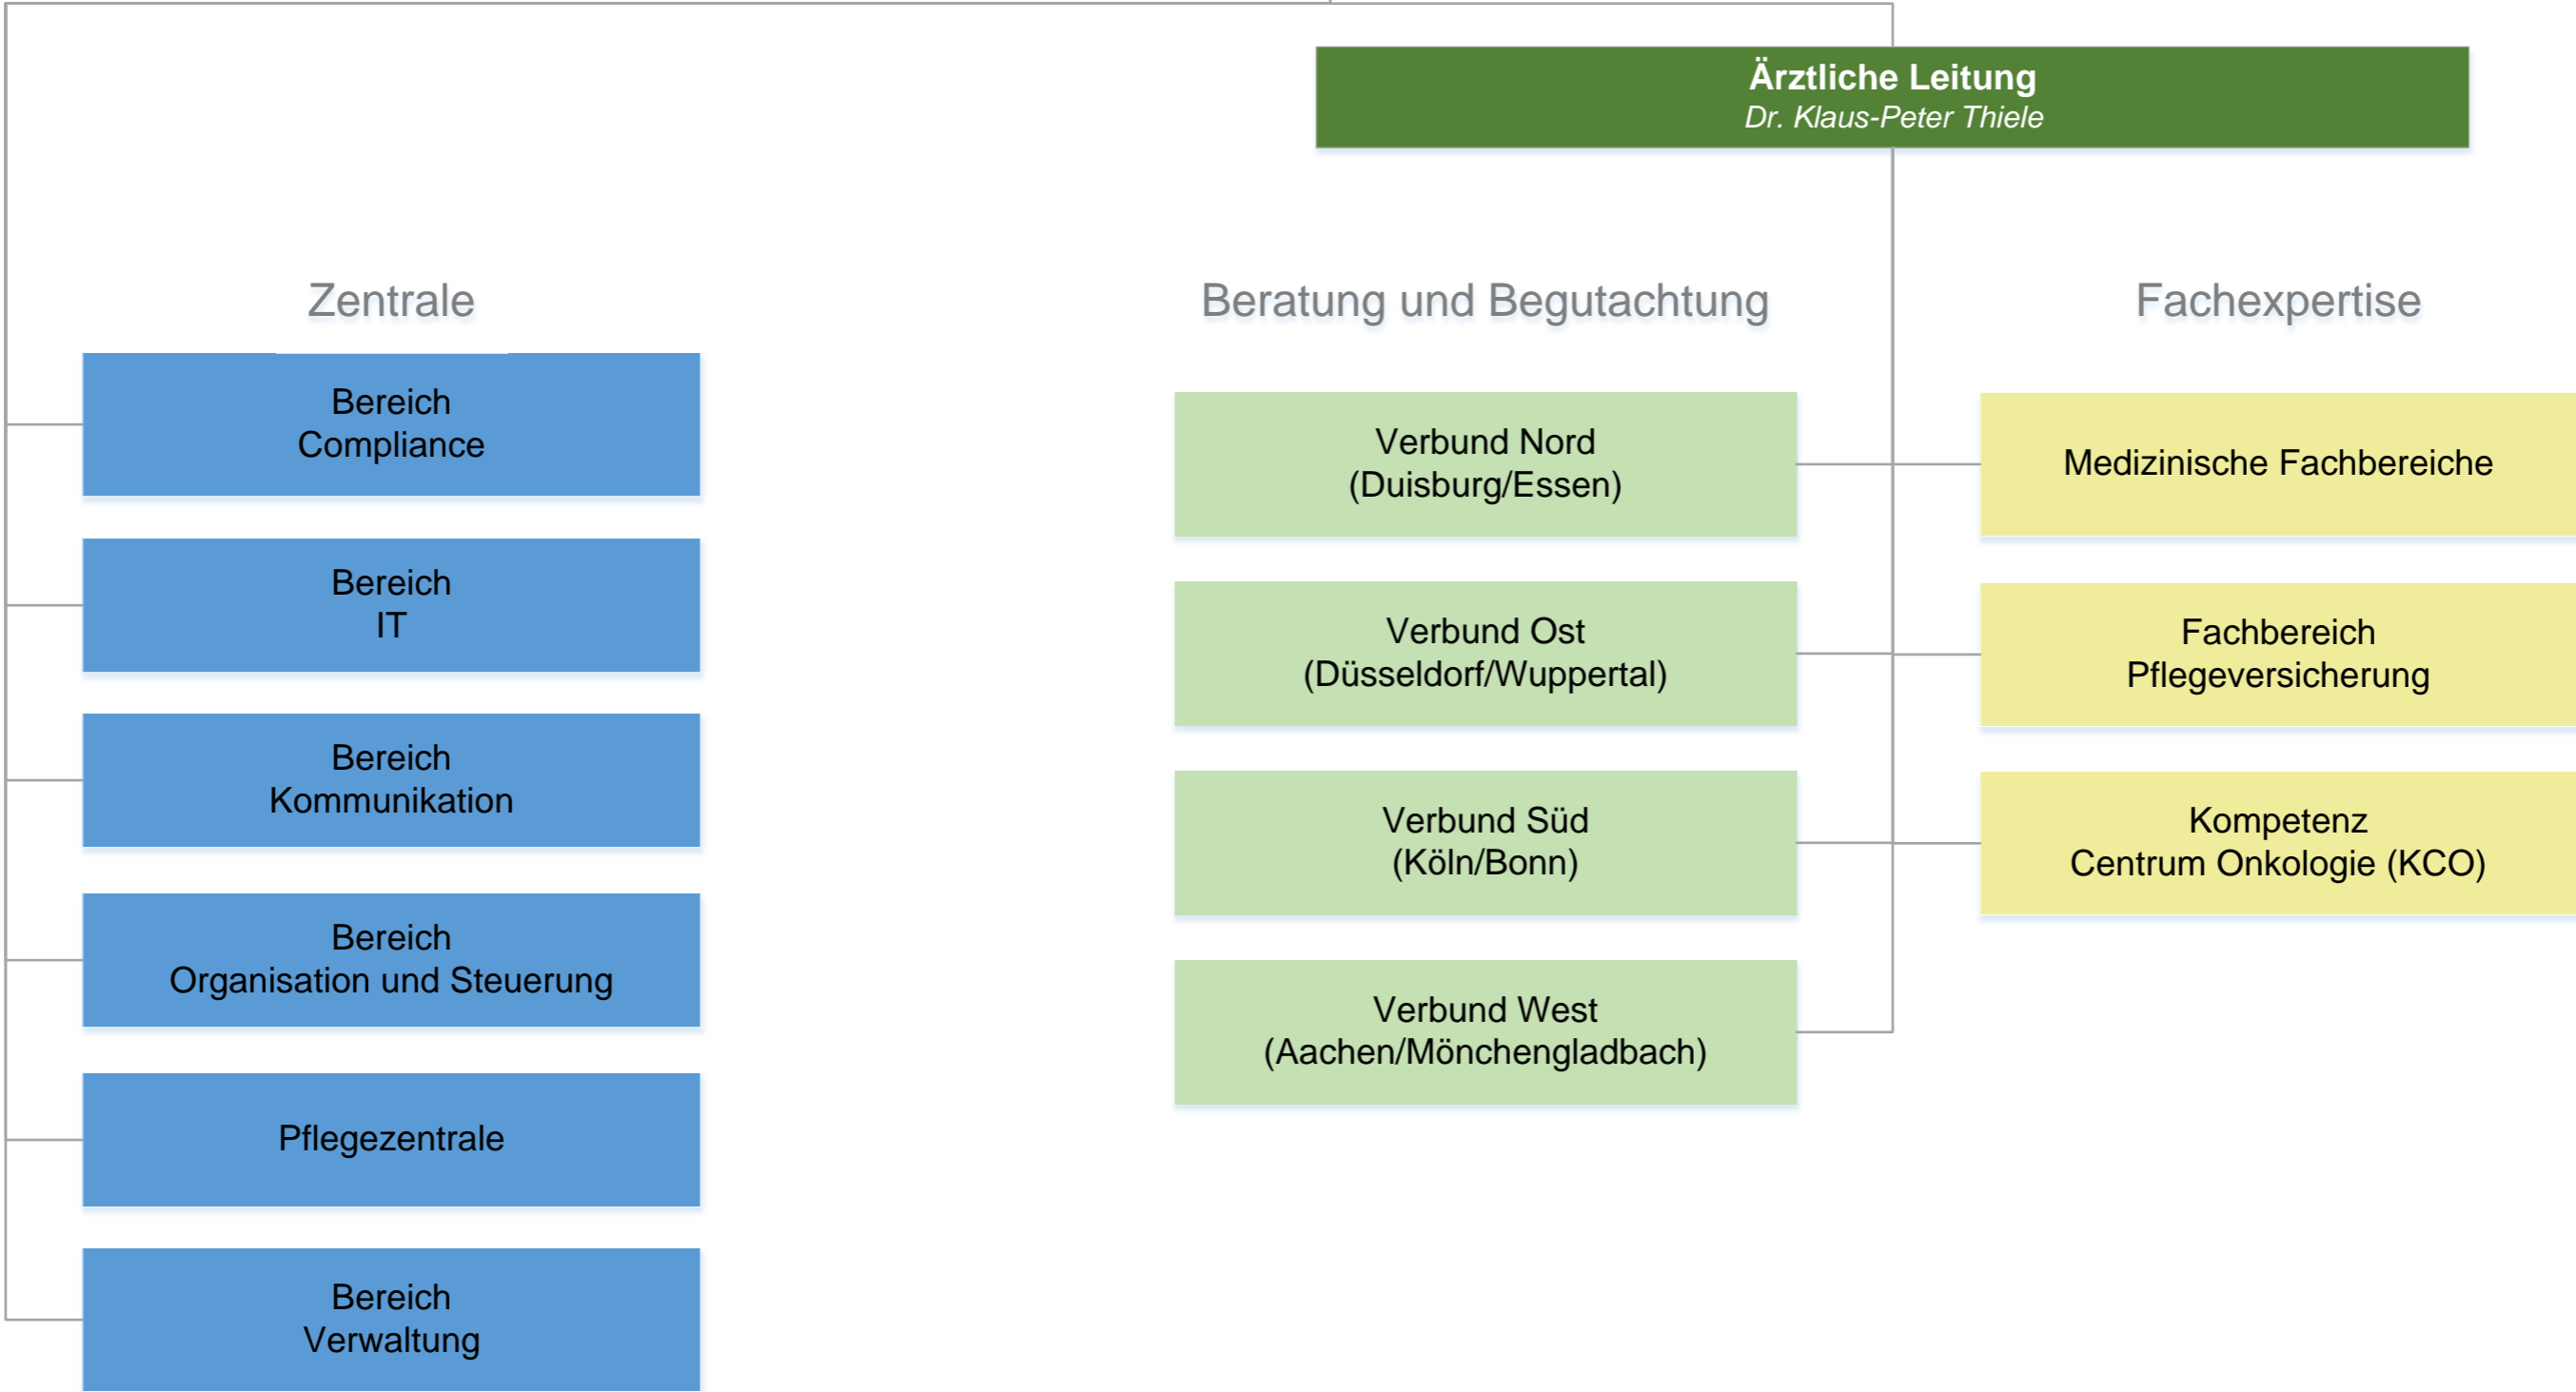 Ärztliche Leitung
Dr. Klaus-Peter Thiele
Zentrale
Bereich
Compliance
Bereich
IT
Bereich
Kommunikation
Bereich
Organisation und Steuerung
Pflegezentrale
Bereich
Verwaltung
Beratung und Begutachtung
Verbund Nord
(Duisburg/Essen)
Verbund Ost
(Düsseldorf/Wuppertal)
Verbund Süd
(Köln/Bonn)
Verbund West
(Aachen/Mönchengladbach)
Fachexpertise
Medizinische Fachbereiche
Fachbereich
Pflegeversicherung
Kompetenz
Centrum Onkologie (KCO)